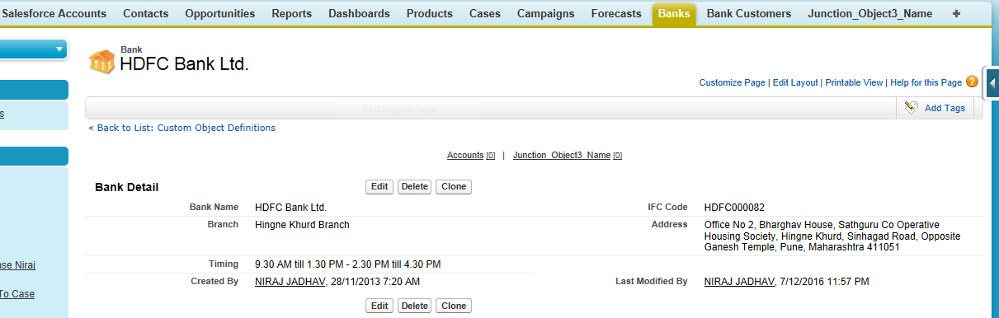 Salesforce Accounts Contacts Opportunities Reports Dashboards Products Cases Campaigns Forecasts Banks Bank Customers Junction_Object3_Name +
Bank
HDFC Bank Ltd.
Customize Page | Edit Layout | Printable View | Help for this Page ?
Rectangular Snip
Add Tags
s
« Back to List: Custom Object Definitions
Accounts [0] | Junction_Object3_Name [0]
Bank Detail Edit Delete Clone
Bank Name HDFC Bank Ltd. IFC Code HDFC000082
Branch Hingne Khurd Branch Address Office No 2, Bharghav House, Sathguru Co Operative
Housing Society, Hingne Khurd, Sinhagad Road, Opposite
Ganesh Temple, Pune, Maharashtra 411051
Timing 9.30 AM till 1.30 PM - 2.30 PM till 4.30 PM
ase Niraj
Created By NIRAJ JADHAV, 28/11/2013 7:20 AM Last Modified By NIRAJ JADHAV, 7/12/2016 11:57 PM
To Case
Edit Delete Clone